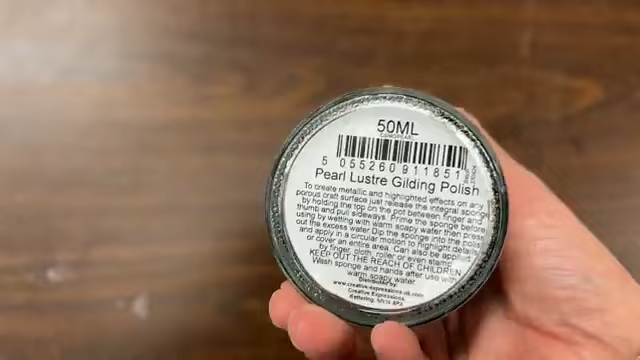 50ML
5 055260 911851
Pearl Lustre Gilding Polish
To create metallic and highlighted effects on any
porous craft surface just release the integral sponge
by holding the top on the pot between finger and
thumb and pull sideways. Prime the sponge before
using by wetting with warm soapy water then press
out the excess water Dip the sponge into the polish
and apply in a circular motion to highlight details
or cover an entire area. Can also be applied
by finger, cloth, roller or even stamp
KEEP OUT THE REACH OF CHILDREN
Wash sponge and hands after use with
warm soapy water
Distributed by:
www.creative-expressions.uk.com
Creative Expressions,
Kettering,